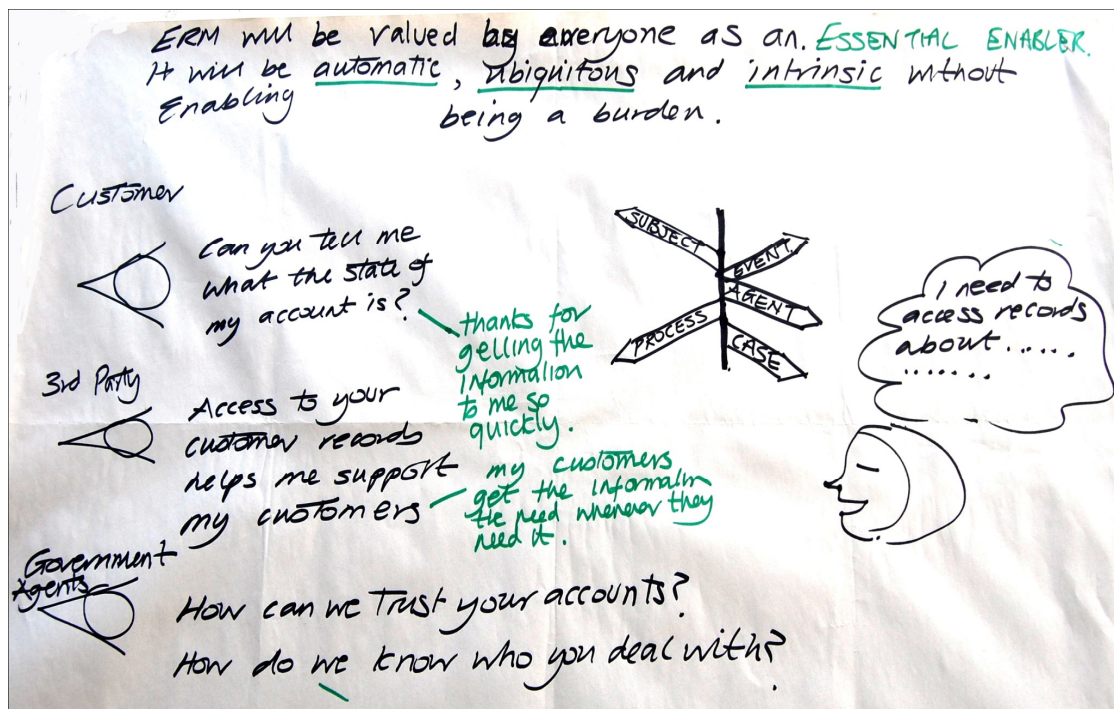 ERM will be valued by everyone as an. ESSENTIAL ENABLER.
It will be automatic, ubiquitous and intrinsic without
Enabling being a burden.
Customer
Can you tell me
what the state of
my account is?
thanks for
getting the
information
to me so
quickly.
3rd Party
Access to your
customer records
helps me support
my customers
my customers
get the information
the need whenever they
need it.
Government
Agents
How can we Trust your accounts?
How do we know who you deal with?
SUBJECT
EVENT
AGENT
PROCESS
CASE
I need to
access records
about......
.......